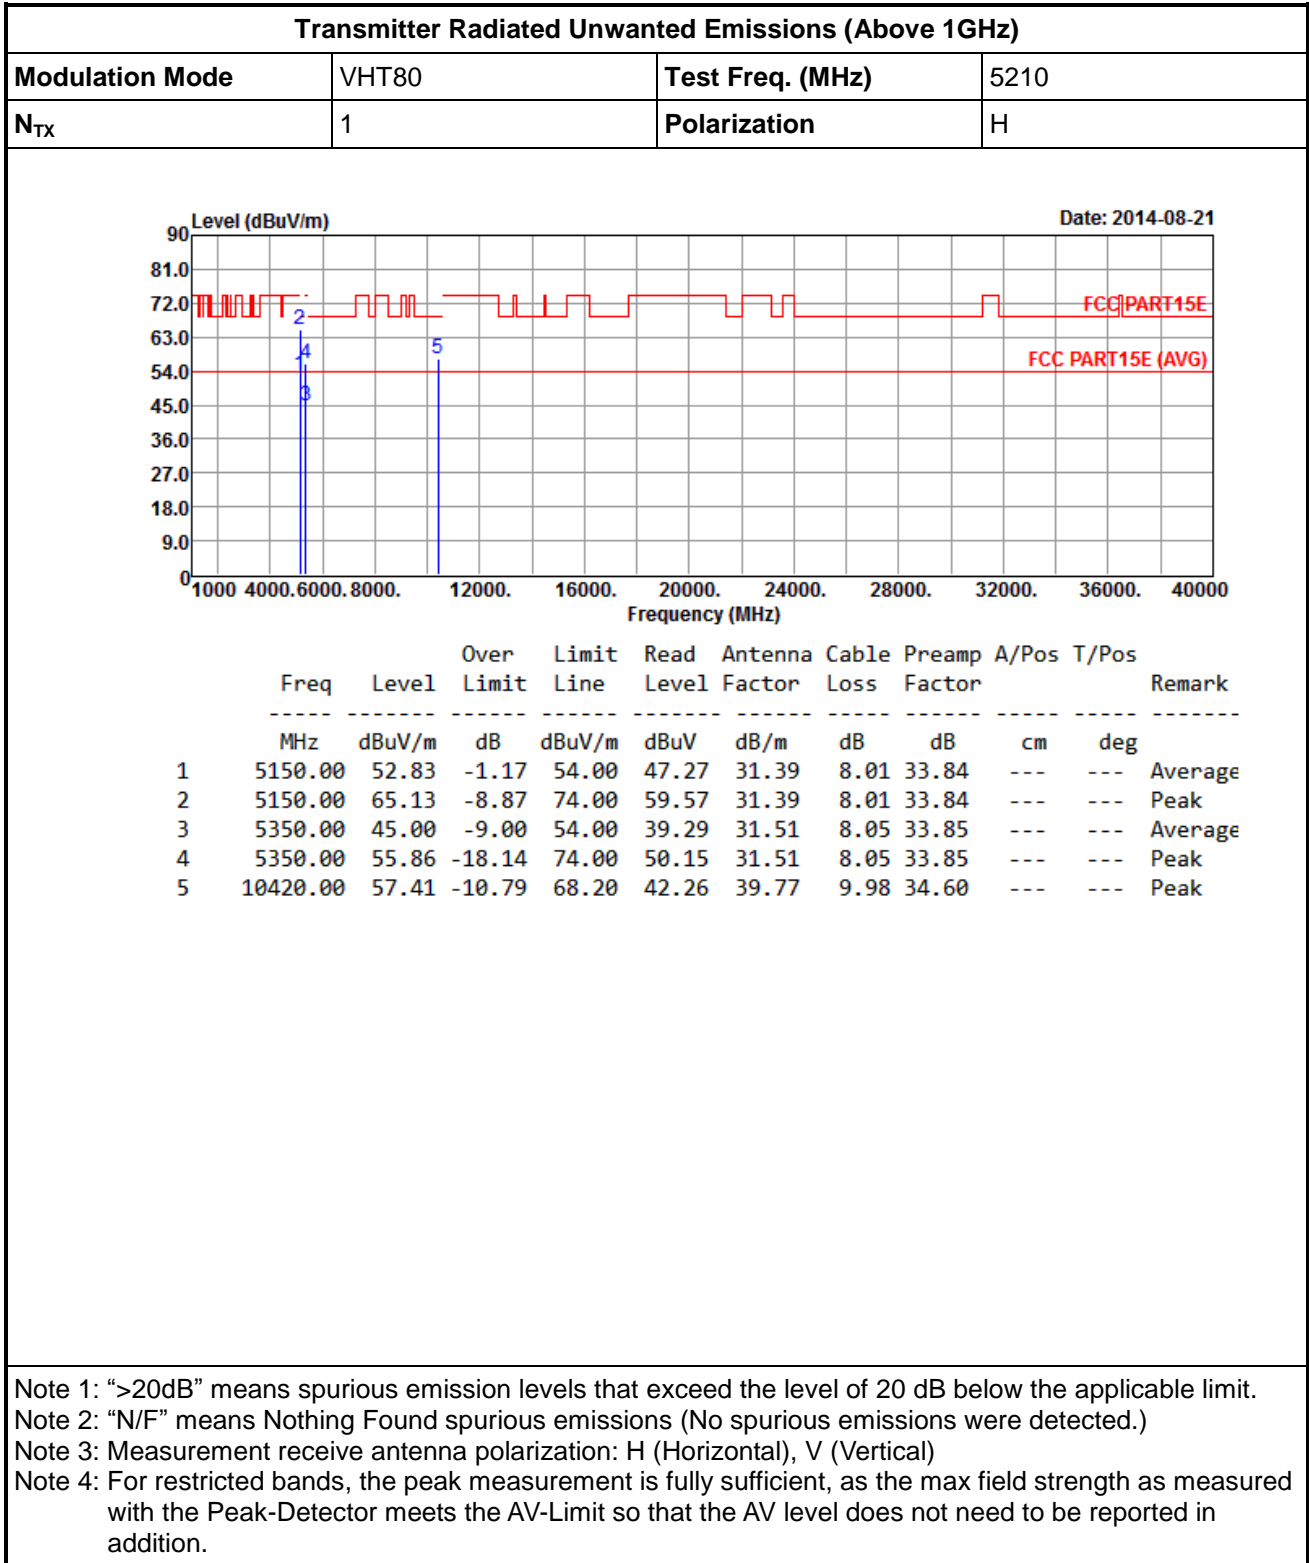 Transmitter Radiated Unwanted Emissions (Above 1GHz)
Modulation Mode VHT80 Test Freq. (MHz) 5210
NTX 1 Polarization H
Level (dBuV/m) Date: 2014-08-21
90
81.0
72.0
63.0
54.0
45.0
36.0
27.0
18.0
9.0
0
FCC PART15E
FCC PART15E (AVG)
2
4
3
5
1000 4000. 6000. 8000. 12000. 16000. 20000. 24000. 28000. 32000. 36000. 40000
Frequency (MHz)
Over Limit Read Antenna Cable Preamp A/Pos T/Pos
Freq Level Limit Line Level Factor Loss Factor Remark
----- ------- ------ ------ ------- ------ ----- ------ ----- ----- -------
MHz dBuV/m dB dBuV/m dBuV dB/m dB dB cm deg
1 5150.00 52.83 -1.17 54.00 47.27 31.39 8.01 33.84 --- --- Average
2 5150.00 65.13 -8.87 74.00 59.57 31.39 8.01 33.84 --- --- Peak
3 5350.00 45.00 -9.00 54.00 39.29 31.51 8.05 33.85 --- --- Average
4 5350.00 55.86 -18.14 74.00 50.15 31.51 8.05 33.85 --- --- Peak
5 10420.00 57.41 -10.79 68.20 42.26 39.77 9.98 34.60 --- --- Peak
Note 1: “>20dB” means spurious emission levels that exceed the level of 20 dB below the applicable limit.
Note 2: “N/F” means Nothing Found spurious emissions (No spurious emissions were detected.)
Note 3: Measurement receive antenna polarization: H (Horizontal), V (Vertical)
Note 4: For restricted bands, the peak measurement is fully sufficient, as the max field strength as measured
with the Peak-Detector meets the AV-Limit so that the AV level does not need to be reported in
addition.